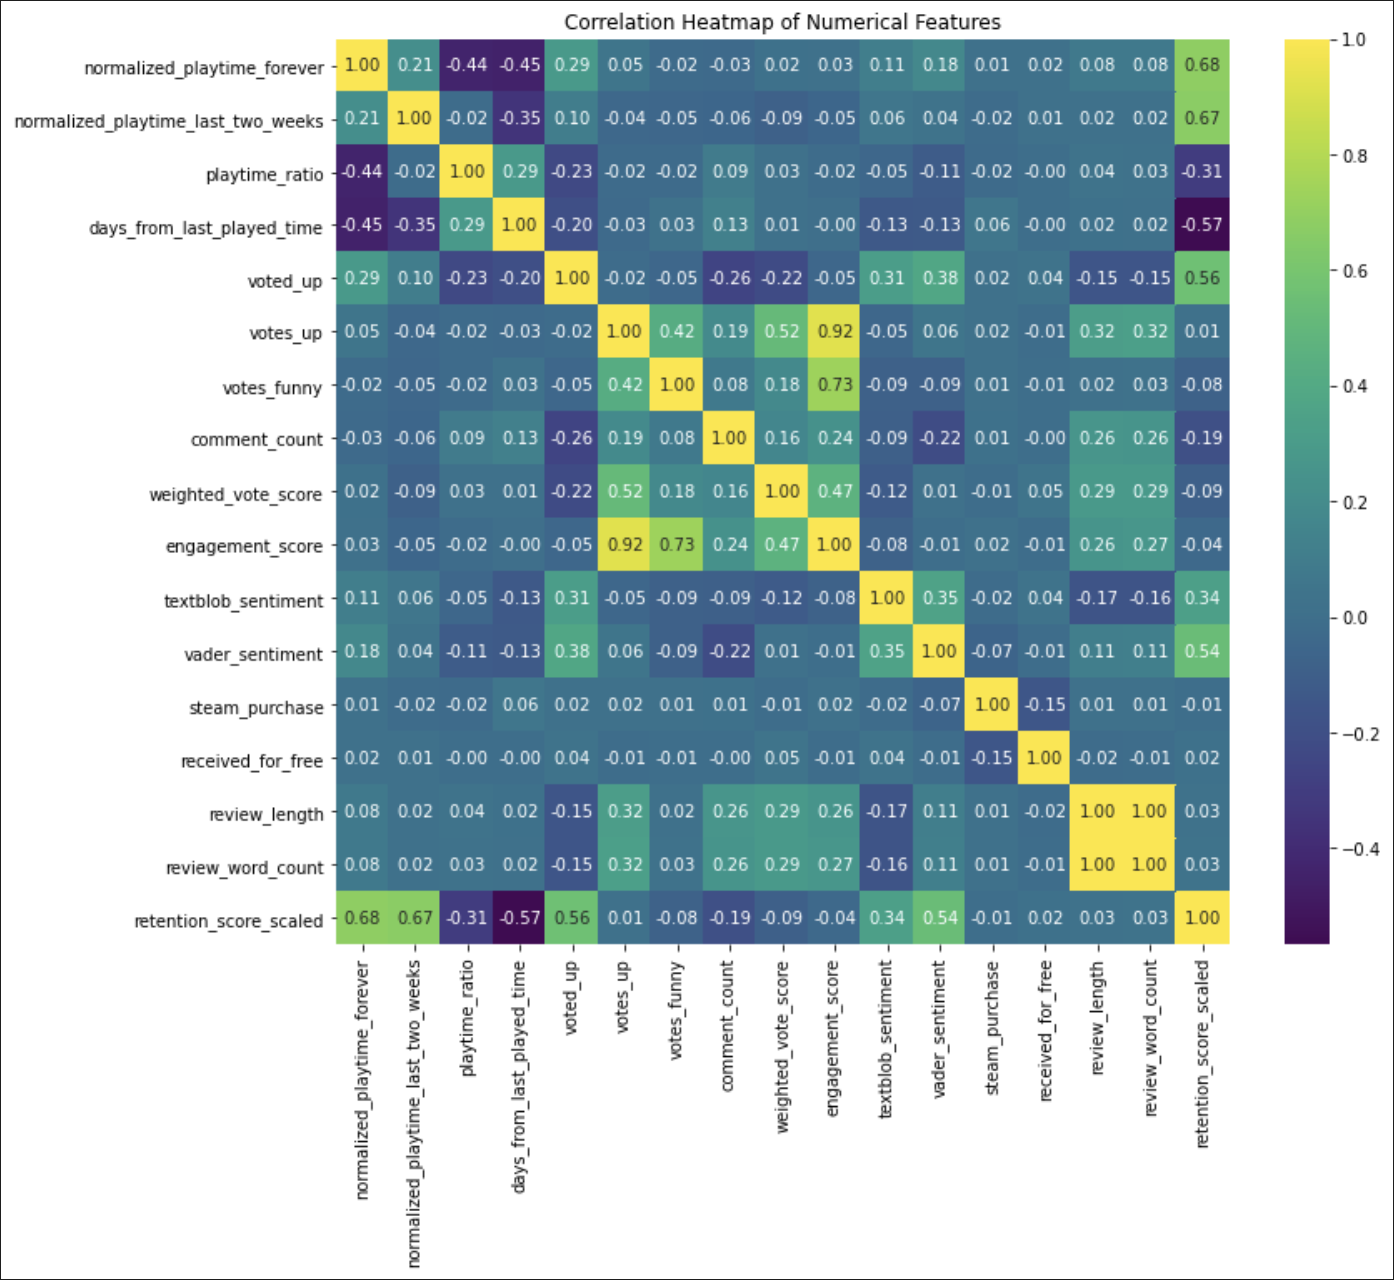 Correlation Heatmap of Numerical Features
normalized_playtime_forever 1.00 0.21 -0.44 -0.45 0.29 0.05 -0.02 -0.03 0.02 0.03 0.11 0.18 0.01 0.02 0.08 0.08 0.68
normalized_playtime_last_two_weeks 0.21 1.00 -0.02 -0.35 0.10 -0.04 -0.05 -0.06 -0.09 -0.05 0.06 0.04 -0.02 0.01 0.02 0.02 0.67
playtime_ratio -0.44 -0.02 1.00 0.29 -0.23 -0.02 -0.02 0.09 0.03 -0.02 -0.05 -0.11 -0.02 -0.00 0.04 0.03 -0.31
days_from_last_played_time -0.45 -0.35 0.29 1.00 -0.20 -0.03 0.03 0.13 0.01 -0.00 -0.13 -0.13 0.06 -0.00 0.02 0.02 -0.57
voted_up 0.29 0.10 -0.23 -0.20 1.00 -0.02 -0.05 -0.26 -0.22 -0.05 0.31 0.38 0.02 0.04 -0.15 -0.15 0.56
votes_up 0.05 -0.04 -0.02 -0.03 -0.02 1.00 0.42 0.19 0.52 0.92 -0.05 0.06 0.02 -0.01 0.32 0.32 0.01
votes_funny -0.02 -0.05 -0.02 0.03 -0.05 0.42 1.00 0.08 0.18 0.73 -0.09 -0.09 0.01 -0.01 0.02 0.03 -0.08
comment_count -0.03 -0.06 0.09 0.13 -0.26 0.19 0.08 1.00 0.16 0.24 -0.09 -0.22 0.01 -0.00 0.26 0.26 -0.19
weighted_vote_score 0.02 -0.09 0.03 0.01 -0.22 0.52 0.18 0.16 1.00 0.47 -0.12 0.01 -0.01 0.05 0.29 0.29 -0.09
engagement_score 0.03 -0.05 -0.02 -0.00 -0.05 0.92 0.73 0.24 0.47 1.00 -0.08 -0.01 0.02 -0.01 0.26 0.27 -0.04
textblob_sentiment 0.11 0.06 -0.05 -0.13 0.31 -0.05 -0.09 -0.09 -0.12 -0.08 1.00 0.35 -0.02 0.04 -0.17 -0.16 0.34
vader_sentiment 0.18 0.04 -0.11 -0.13 0.38 0.06 -0.09 -0.22 0.01 -0.01 0.35 1.00 -0.07 -0.01 0.11 0.11 0.54
steam_purchase 0.01 -0.02 -0.02 0.06 0.02 0.02 0.01 0.01 -0.01 0.02 -0.02 -0.07 1.00 -0.15 0.01 0.01 -0.01
received_for_free 0.02 0.01 -0.00 -0.00 0.04 -0.01 -0.01 -0.00 0.05 -0.01 0.04 -0.01 -0.15 1.00 -0.02 -0.01 0.02
review_length 0.08 0.02 0.04 0.02 -0.15 0.32 0.02 0.26 0.29 0.26 -0.17 0.11 0.01 -0.02 1.00 1.00 0.03
review_word_count 0.08 0.02 0.03 0.02 -0.15 0.32 0.03 0.26 0.29 0.27 -0.16 0.11 0.01 -0.01 1.00 1.00 0.03
retention_score_scaled 0.68 0.67 -0.31 -0.57 0.56 0.01 -0.08 -0.19 -0.09 -0.04 0.34 0.54 -0.01 0.02 0.03 0.03 1.00
normalized_playtime_forever
normalized_playtime_last_two_weeks
playtime_ratio
days_from_last_played_time
voted_up
votes_up
votes_funny
comment_count
weighted_vote_score
engagement_score
textblob_sentiment
vader_sentiment
steam_purchase
received_for_free
review_length
review_word_count
retention_score_scaled
1.0
0.8
0.6
0.4
0.2
0.0
−0.2
−0.4